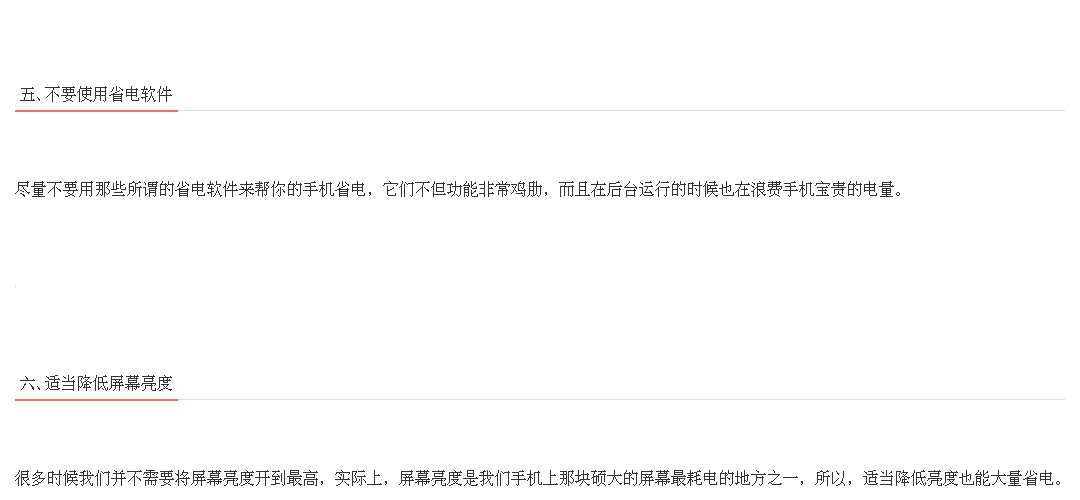 五、不要使用省电软件
尽量不要用那些所谓的省电软件来帮你的手机省电，它们不但功能非常鸡肋，而且在后台运行的时候也在浪费手机宝贵的电量。
六、适当降低屏幕亮度
很多时候我们并不需要将屏幕亮度开到最高，实际上，屏幕亮度是我们手机上那块硕大的屏幕最耗电的地方之一，所以，适当降低亮度也能大量省电。